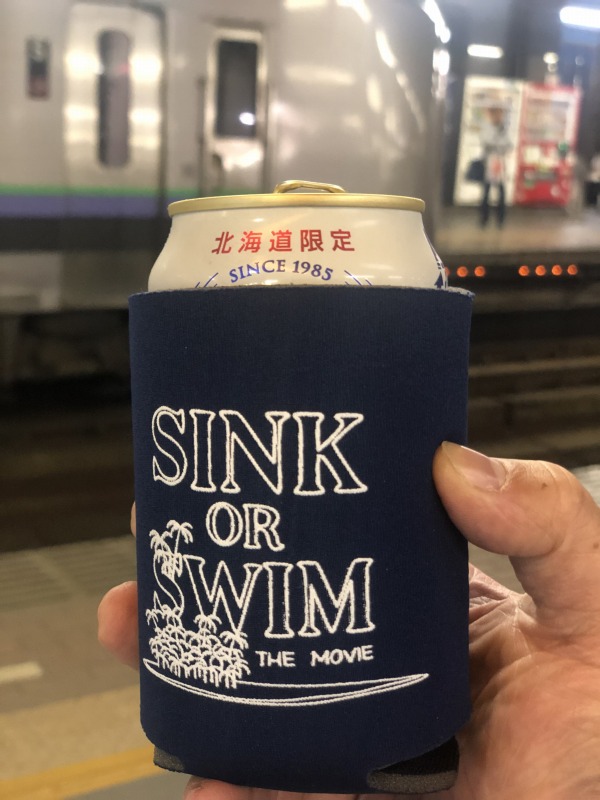 北海道限定
SINCE 1985
SINK
OR
SWIM
THE MOVIE